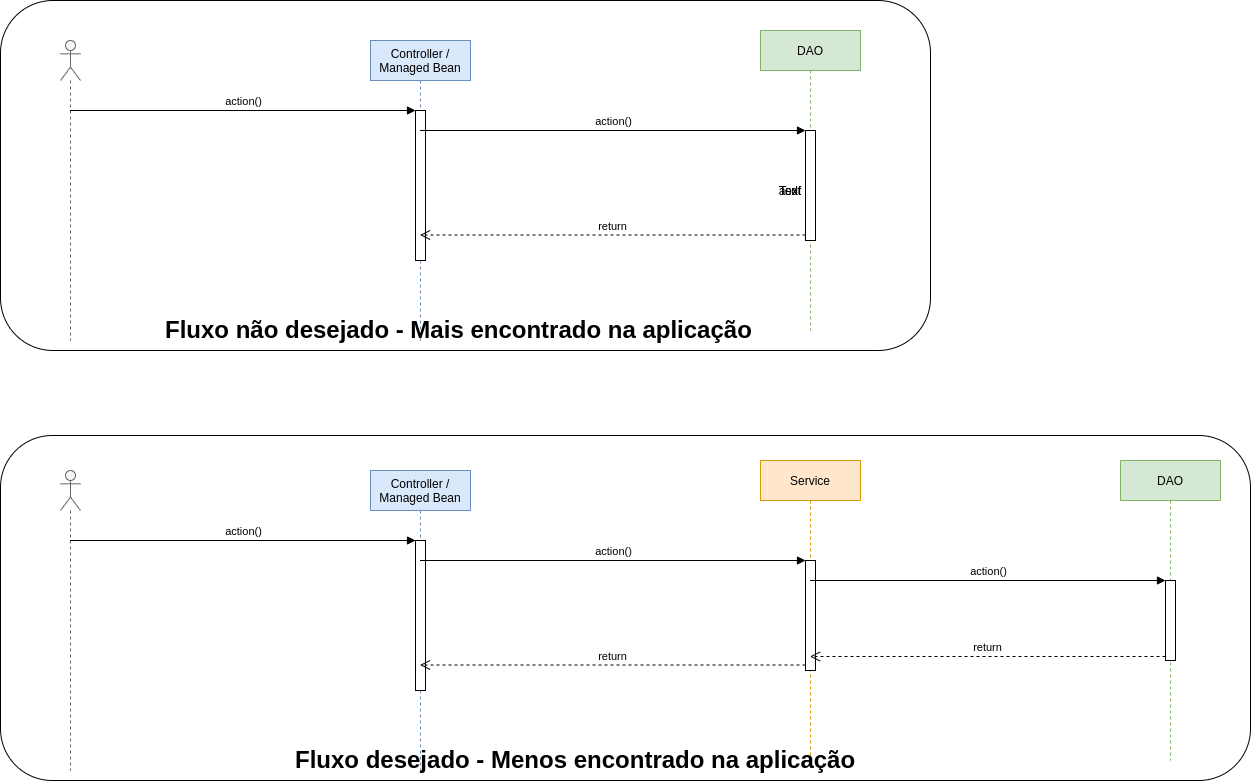 Controller /
Managed Bean
DAO
action()
action()
return
Fluxo não desejado - Mais encontrado na aplicação
Controller /
Managed Bean
Service
DAO
action()
action()
action()
return
return
Fluxo desejado - Menos encontrado na aplicação